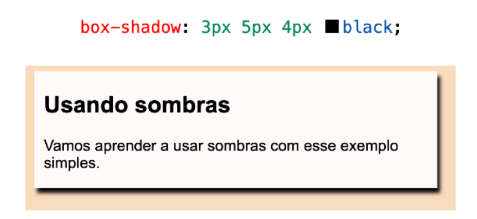 box-shadow: 3px 5px 4px black;
Usando sombras
Vamos aprender a usar sombras com esse exemplo
simples.